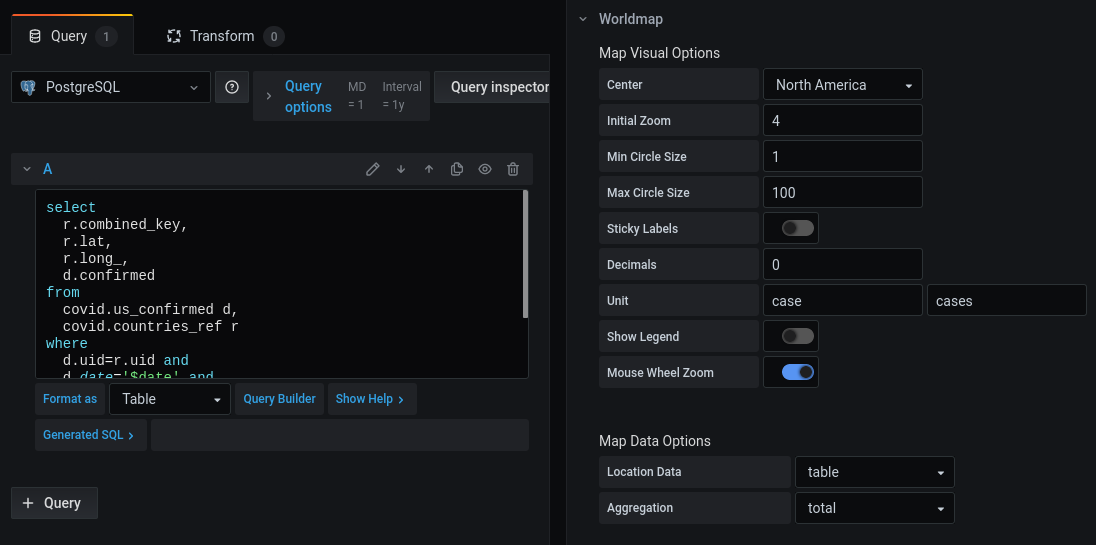 Query 1
Transform 0
PostgreSQL
Query options
MD = 1
Interval = 1y
Query inspector
A
select
  r.combined_key,
  r.lat,
  r.long_,
  d.confirmed
from
  covid.us_confirmed d,
  covid.countries_ref r
where
  d.uid=r.uid and
  d.date='$date' and
Format as
Table
Query Builder
Show Help
Generated SQL
+ Query
Worldmap
Map Visual Options
Center
North America
Initial Zoom
4
Min Circle Size
1
Max Circle Size
100
Sticky Labels
Decimals
0
Unit
case
cases
Show Legend
Mouse Wheel Zoom
Map Data Options
Location Data
table
Aggregation
total